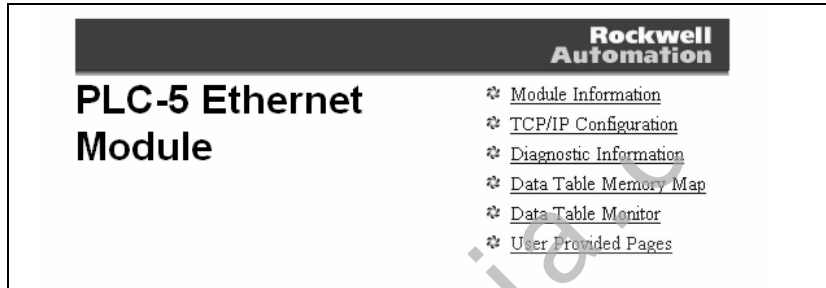 Rockwell
Automation
PLC-5 Ethernet
Module
Module Information
TCP/IP Configuration
Diagnostic Information
Data Table Memory Map
Data Table Monitor
User Provided Pages